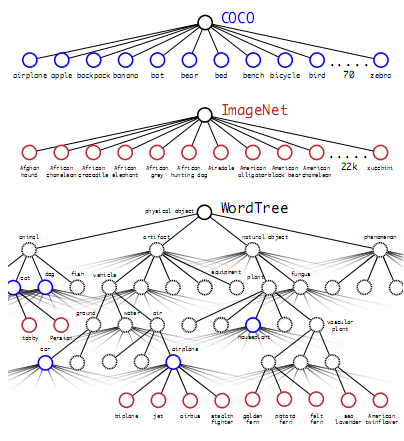 COCO
airplane apple backpack banana bat bear bed bench bicycle bird 70 zebra
ImageNet
Afghan hound African chameleon African crocodile African elephant African grey African hunting dog Airedale American alligator American black bear American chameleon 22k zucchini
WordTree
physical object
animal artifact natural object phenomenon
cat dog fish vehicle equipment plant fungus
ground water air
tabby Persian houseplant vascular plant
car airplane
biplane jet airbus stealth fighter golden fern potato fern felt fern sea lavender American twinflower